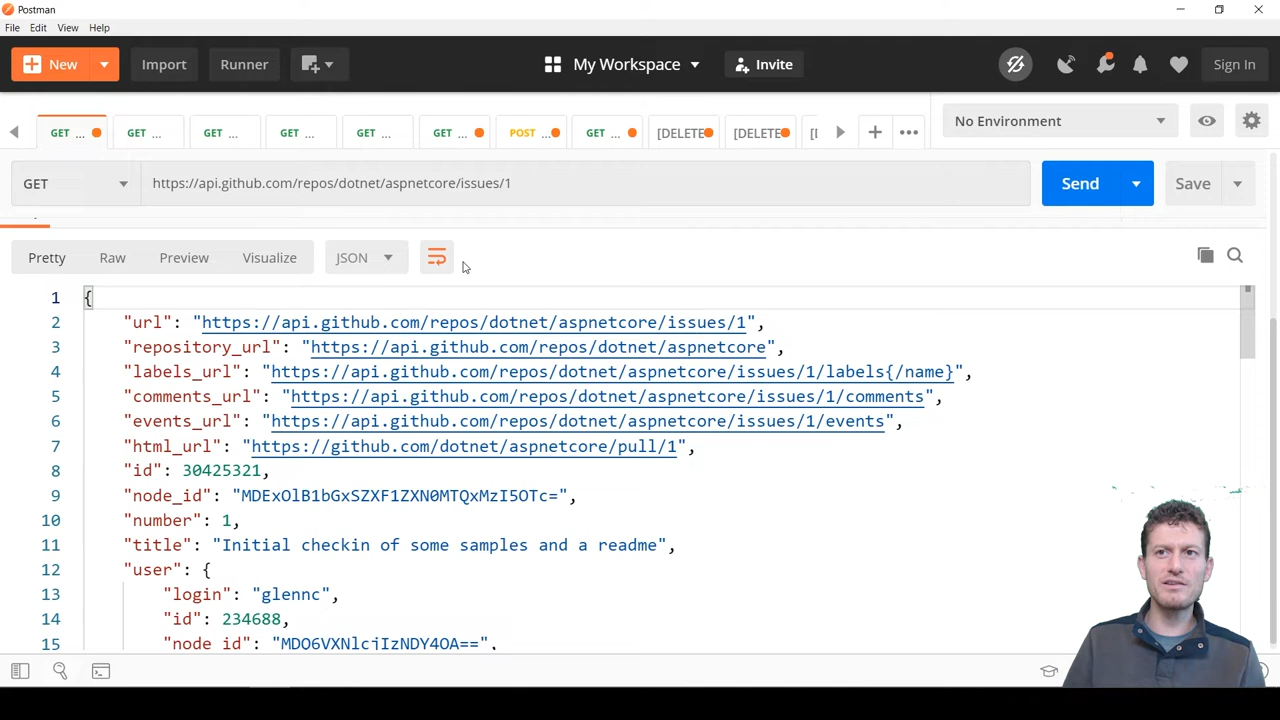 Postman
File Edit View Help
New Import Runner My Workspace Invite Sign In
GET ... GET ... GET ... GET ... GET ... GET ... POST ... GET ... [DELETE [DELETE
No Environment
GET https://api.github.com/repos/dotnet/aspnetcore/issues/1 Send Save
Pretty Raw Preview Visualize JSON
1 {
2 "url": "https://api.github.com/repos/dotnet/aspnetcore/issues/1",
3 "repository_url": "https://api.github.com/repos/dotnet/aspnetcore",
4 "labels_url": "https://api.github.com/repos/dotnet/aspnetcore/issues/1/labels{/name}",
5 "comments_url": "https://api.github.com/repos/dotnet/aspnetcore/issues/1/comments",
6 "events_url": "https://api.github.com/repos/dotnet/aspnetcore/issues/1/events",
7 "html_url": "https://github.com/dotnet/aspnetcore/pull/1",
8 "id": 30425321,
9 "node_id": "MDExOlB1bGxSZXF1ZXN0MTQxMzI5OTc=",
10 "number": 1,
11 "title": "Initial checkin of some samples and a readme",
12 "user": {
13 "login": "glennc",
14 "id": 234688,
15 "node_id": "MDQ6VXNlcjIzNDY4OA==",